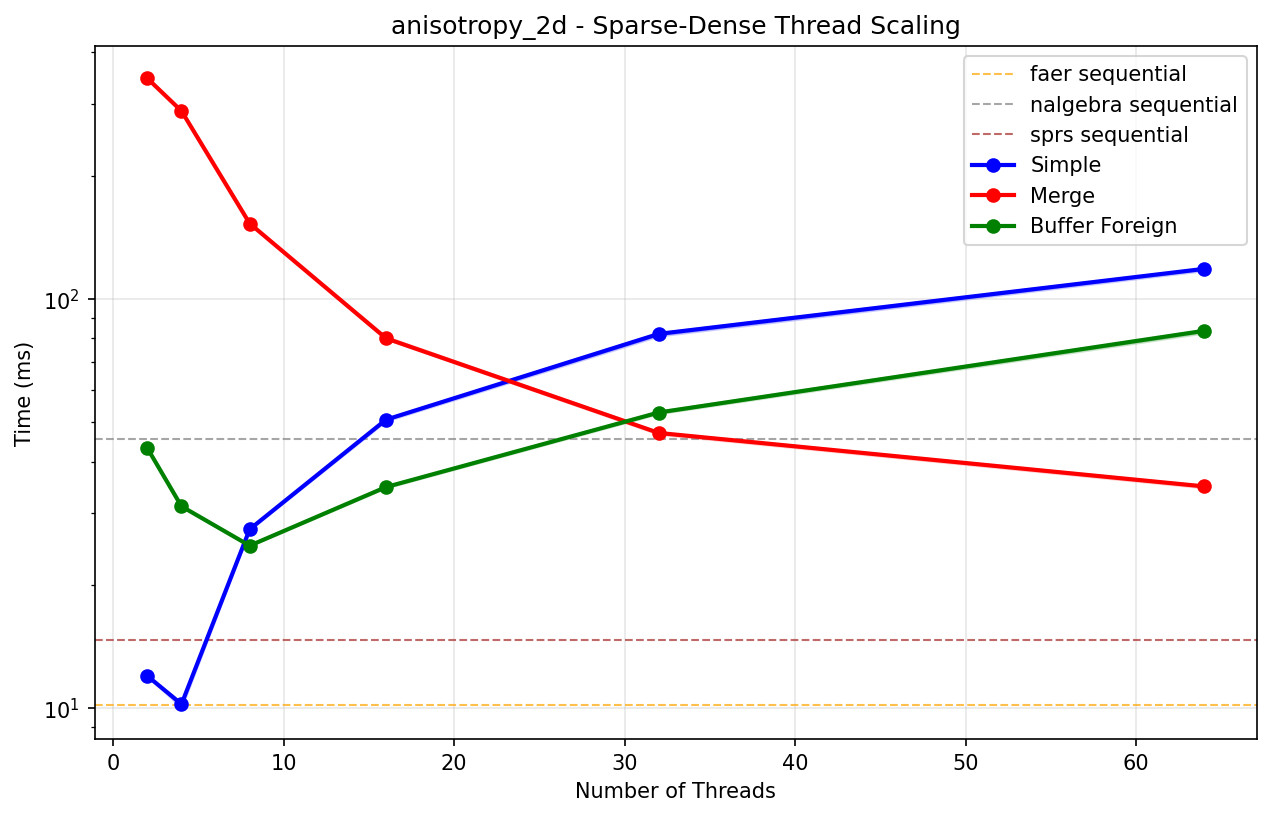 anisotropy_2d - Sparse-Dense Thread Scaling
faer sequential
nalgebra sequential
sprs sequential
Simple
Merge
Buffer Foreign
Time (ms)
10²
10¹
0 10 20 30 40 50 60
Number of Threads